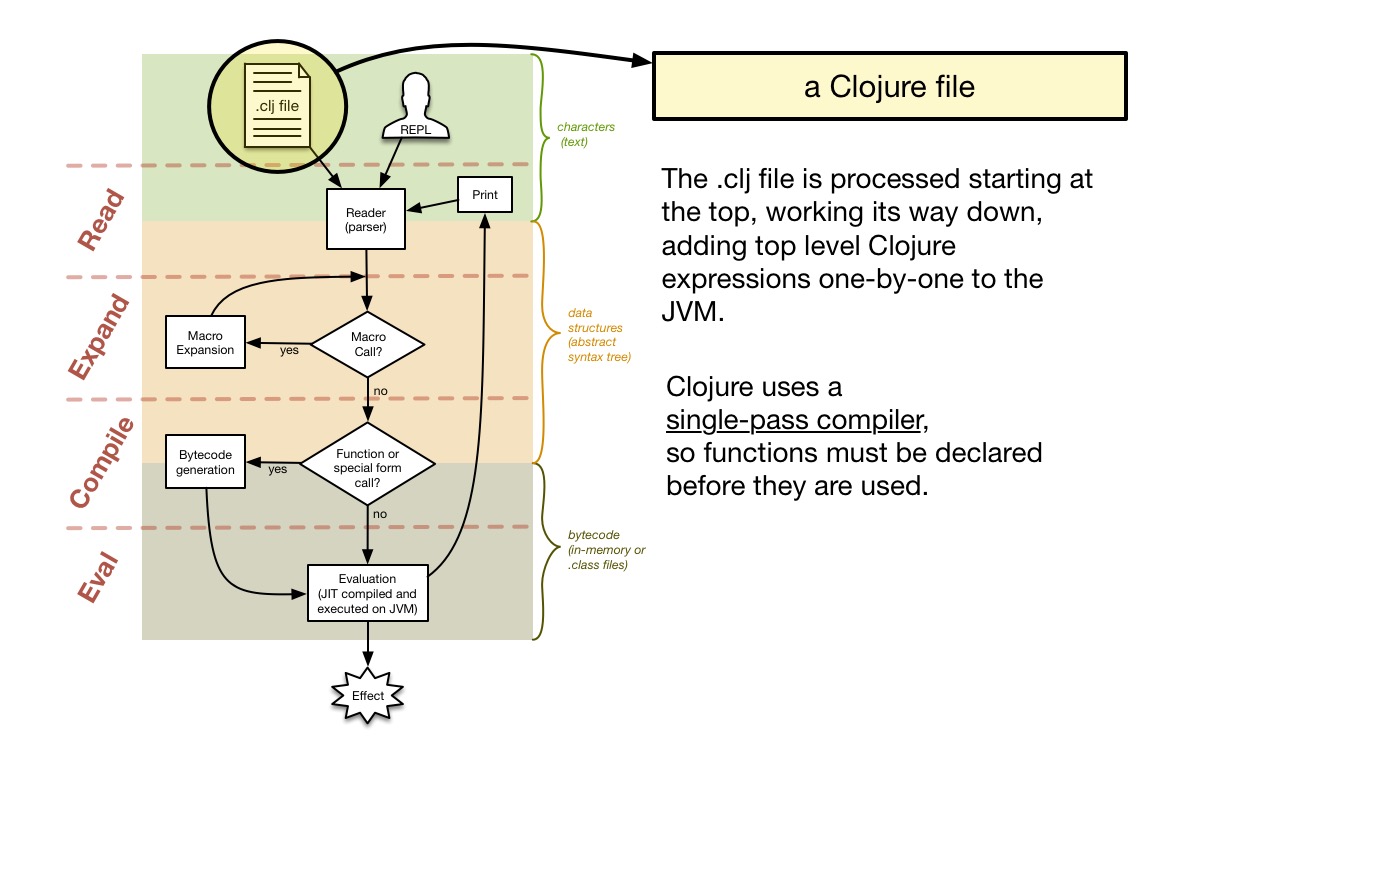 a Clojure file
.clj file
REPL
characters
(text)
The .clj file is processed starting at
the top, working its way down,
adding top level Clojure
expressions one-by-one to the
JVM.
Read
Reader
(parser)
Print
Expand
Macro
Expansion
yes
Macro
Call?
no
data
structures
(abstract
syntax tree)
Clojure uses a
single-pass compiler,
so functions must be declared
before they are used.
Compile
Bytecode
generation
yes
Function or
special form
call?
no
bytecode
(in-memory or
.class files)
Eval
Evaluation
(JIT compiled and
executed on JVM)
Effect